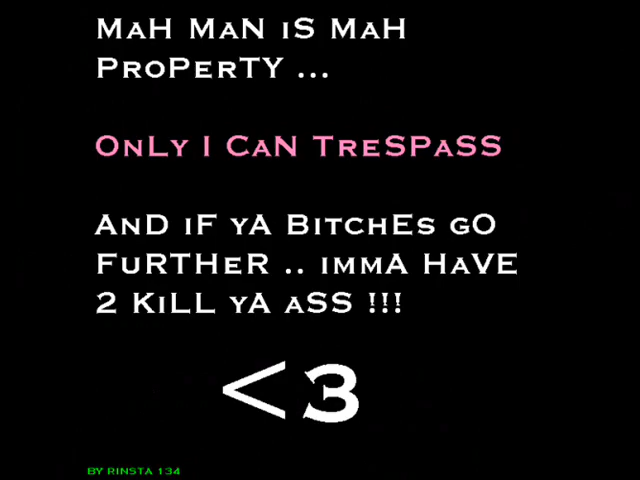 MaH MaN iS MaH
ProPerTY ...
OnLy I CaN TreSPaSS
AnD iF yA BitchEs gO
FuRTHeR .. immA HaVE
2 KiLL yA aSS !!!
<3
BY RINSTA 134